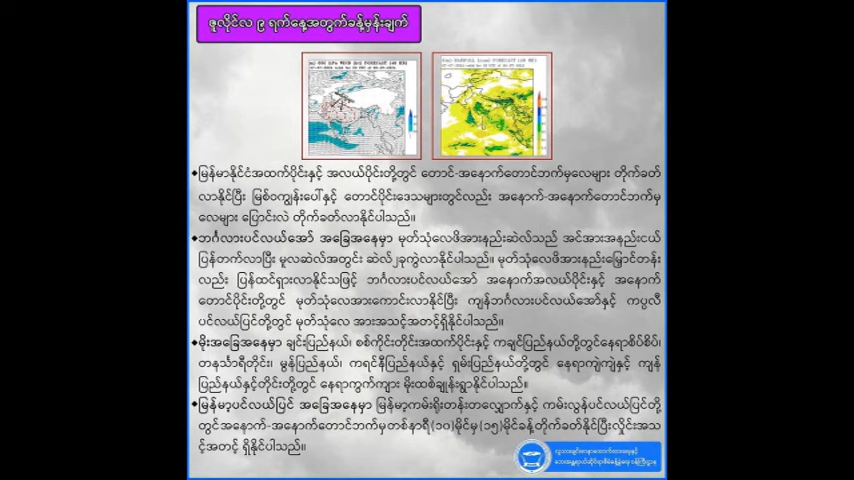 ဇူလိုင်လ ၉ ရက်နေ့အတွက်ခန့်မှန်းချက်
♦မြန်မာနိုင်ငံအထက်ပိုင်းနှင့် အလယ်ပိုင်းတို့တွင် တောင်-အနောက်တောင်ဘက်မှလေများ တိုက်ခတ်
လာနိုင်ပြီး မြစ်ဝကျွန်းပေါ်နှင့် တောင်ပိုင်းဒေသများတွင်လည်း အနောက်-အနောက်တောင်ဘက်မှ
လေများ ပြောင်းလဲ တိုက်ခတ်လာနိုင်ပါသည်။
♦ဘင်္ဂလားပင်လယ်အော် အခြေအနေမှာ မုတ်သုံလေဖိအားနည်းဆဲလ်သည် အင်အားအနည်းငယ်
ပြန်တက်လာပြီး မူလဆဲလ်အတွင်း ဆဲလ်၂ခုကွဲလာနိုင်ပါသည်။ မုတ်သုံလေဖိအားနည်းမြှောင်တန်း
လည်း ပြန်ထင်ရှားလာနိုင်သဖြင့် ဘင်္ဂလားပင်လယ်အော် အနောက်အလယ်ပိုင်းနှင့် အနောက်
တောင်ပိုင်းတို့တွင် မုတ်သုံလေအားကောင်းလာနိုင်ပြီး ကျန်ဘင်္ဂလားပင်လယ်အော်နှင့် ကပ္ပလီ
ပင်လယ်ပြင်တို့တွင် မုတ်သုံလေ အားအသင့်အတင့်ရှိနိုင်ပါသည်။
♦မိုးအခြေအနေမှာ ချင်းပြည်နယ်၊ စစ်ကိုင်းတိုင်းအထက်ပိုင်းနှင့် ကချင်ပြည်နယ်တို့တွင်နေရာစိပ်စိပ်၊
တနင်္သာရီတိုင်း၊ မွန်ပြည်နယ်၊ ကရင်နီပြည်နယ်နှင့် ရှမ်းပြည်နယ်တို့တွင် နေရာကျဲကျဲနှင့် ကျန်
ပြည်နယ်နှင့်တိုင်းတို့တွင် နေရာကွက်ကျား မိုးထစ်ချုန်းရွာနိုင်ပါသည်။
♦မြန်မာ့ပင်လယ်ပြင် အခြေအနေမှာ မြန်မာ့ကမ်းရိုးတန်းတလျှောက်နှင့် ကမ်းလွန်ပင်လယ်ပြင်တို့
တွင်အနောက်-အနောက်တောင်ဘက်မှတစ်နာရီ(၁၀)မိုင်မှ(၁၅)မိုင်ခန့်တိုက်ခတ်နိုင်ပြီးလှိုင်းအသ
င့်အတင့် ရှိနိုင်ပါသည်။